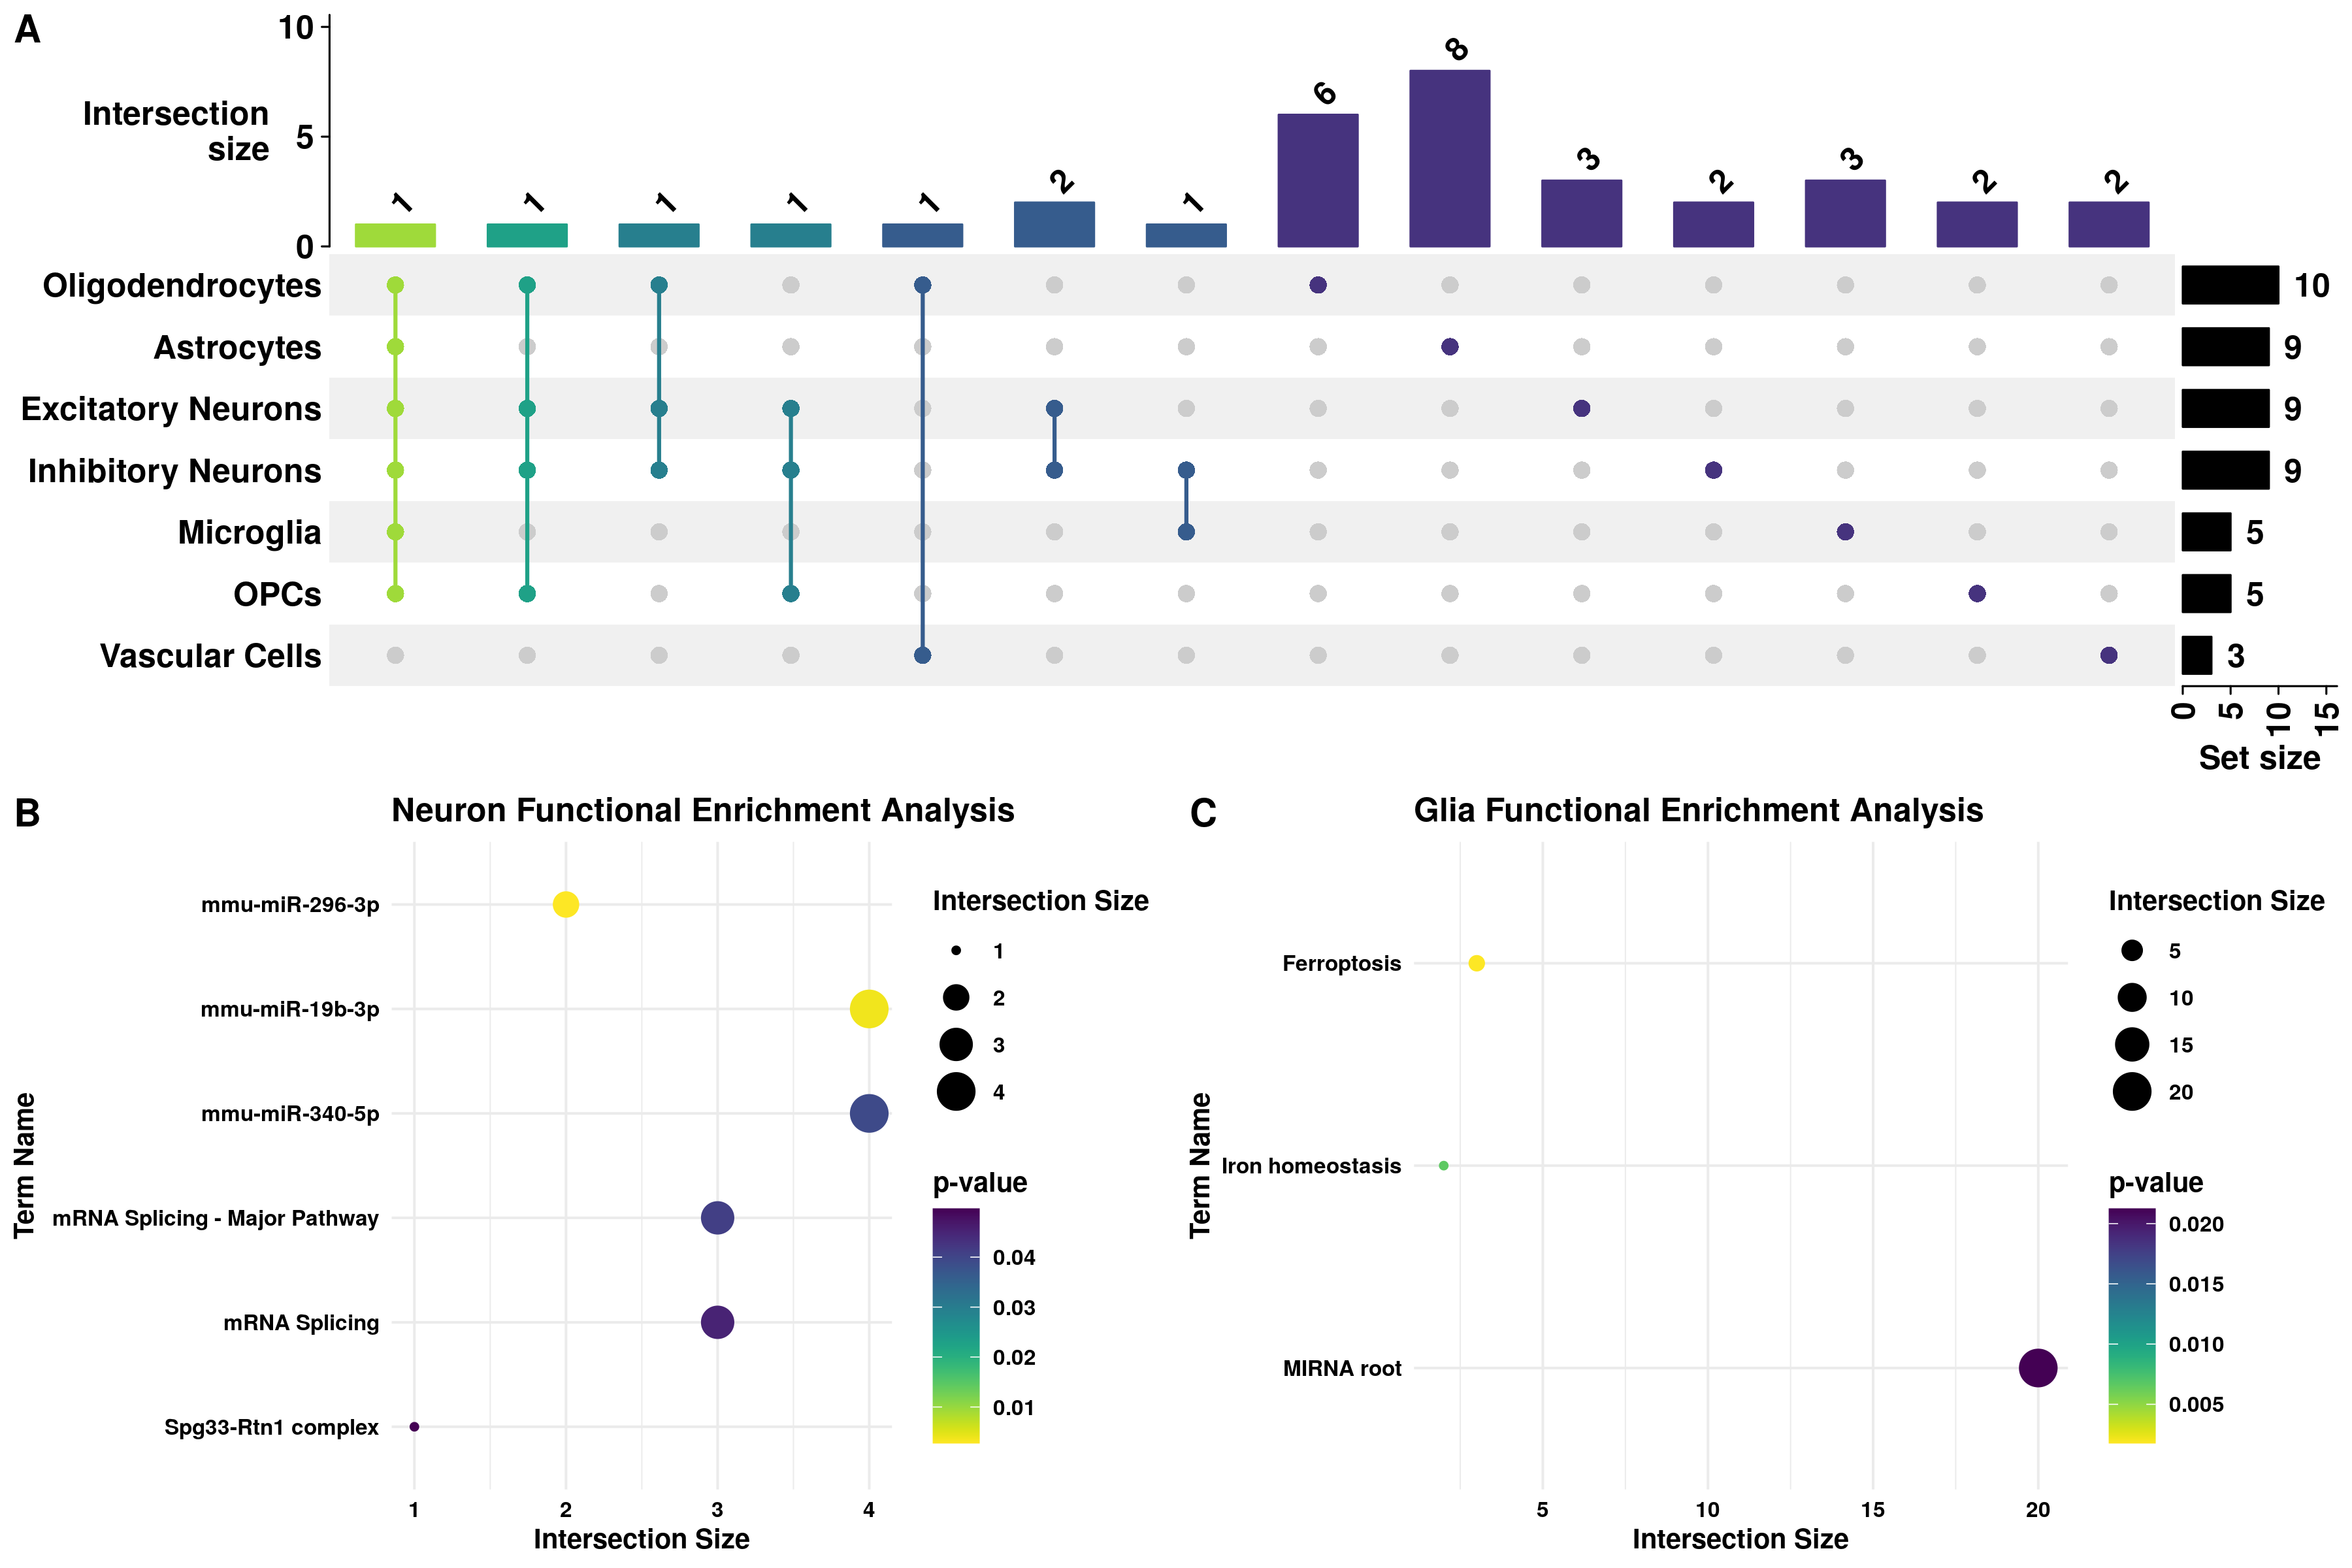 A
10
5
0
Intersection
size
1 1 1 1 1 2 1 6 8 3 2 3 2 2
Oligodendrocytes 10
Astrocytes 9
Excitatory Neurons 9
Inhibitory Neurons 9
Microglia 5
OPCs 5
Vascular Cells 3
0 5 10 15
Set size
B
Neuron Functional Enrichment Analysis
Term Name
mmu-miR-296-3p
mmu-miR-19b-3p
mmu-miR-340-5p
mRNA Splicing - Major Pathway
mRNA Splicing
Spg33-Rtn1 complex
1 2 3 4
Intersection Size
Intersection Size
1
2
3
4
p-value
0.04
0.03
0.02
0.01
C
Glia Functional Enrichment Analysis
Term Name
Ferroptosis
Iron homeostasis
MIRNA root
5 10 15 20
Intersection Size
Intersection Size
5
10
15
20
p-value
0.020
0.015
0.010
0.005